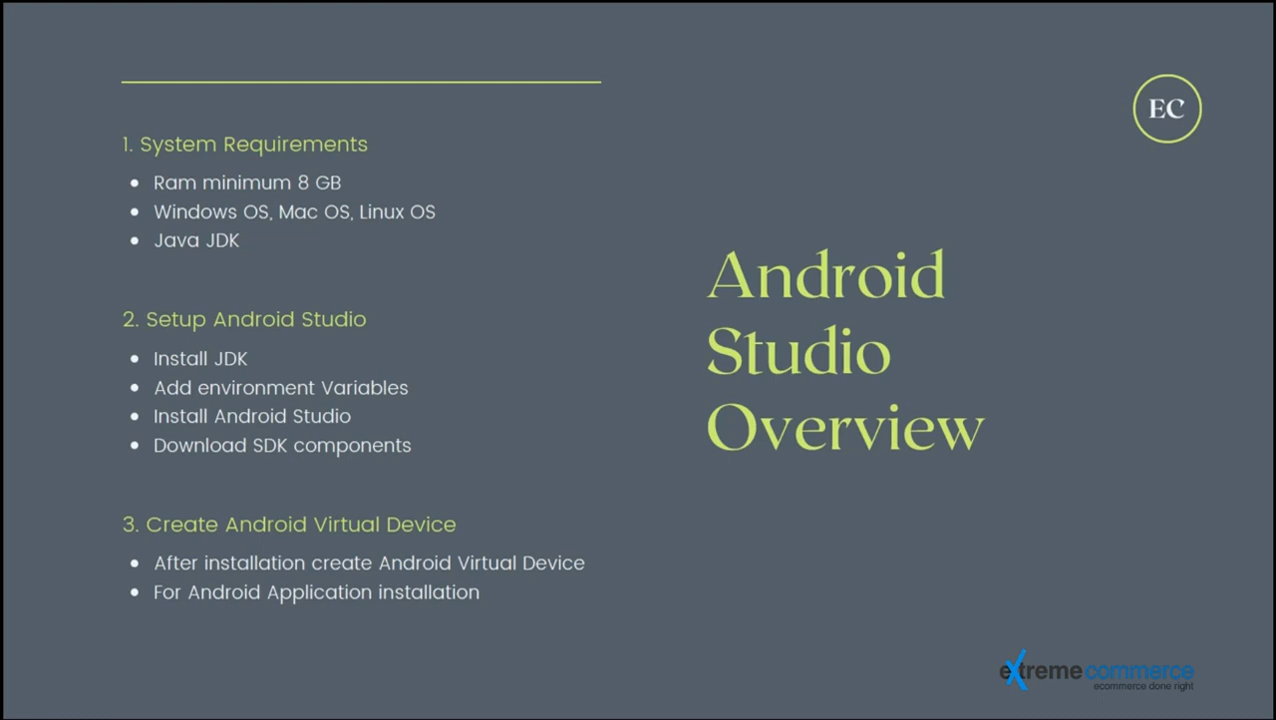 1. System Requirements
• Ram minimum 8 GB
• Windows OS, Mac OS, Linux OS
• Java JDK
2. Setup Android Studio
• Install JDK
• Add environment Variables
• Install Android Studio
• Download SDK components
3. Create Android Virtual Device
• After installation create Android Virtual Device
• For Android Application installation
EC
Android
Studio
Overview
extremecommerce
ecommerce done right